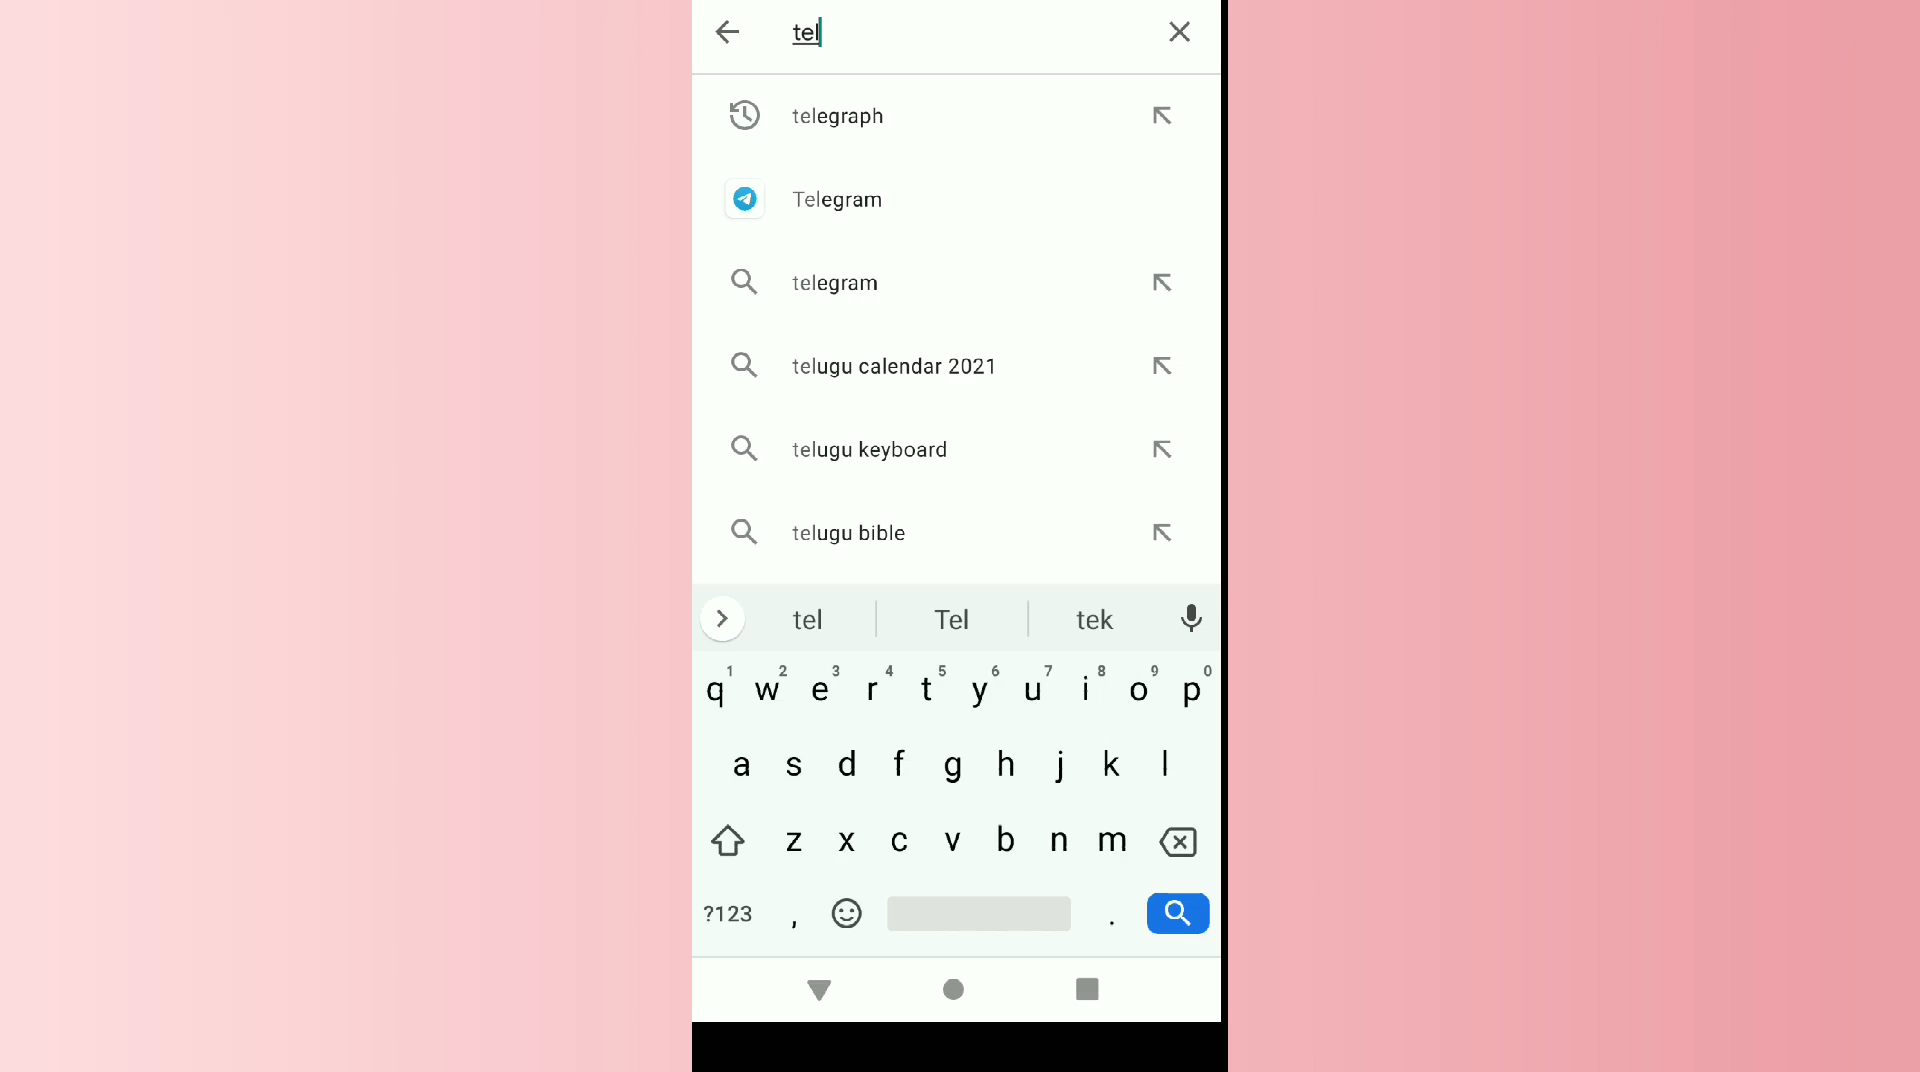 tel
telegraph
Telegram
telegram
telugu calendar 2021
telugu keyboard
telugu bible
tel Tel tek
1 2 3 4 5 6 7 8 9 0
q w e r t y u i o p
a s d f g h j k l
z x c v b n m
?123 , .